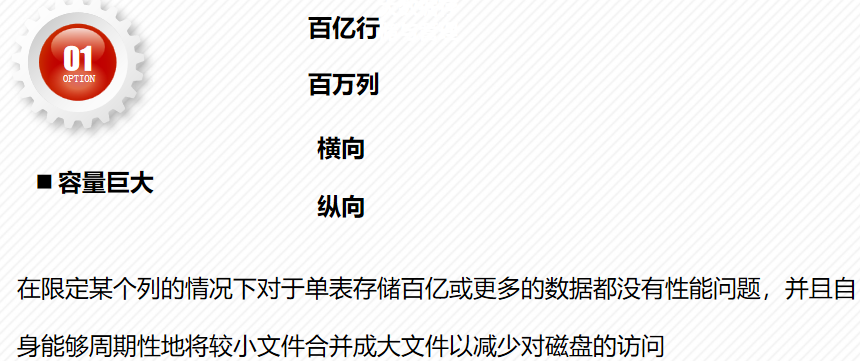 01
OPTION
百亿行
百万列
横向
■ 容量巨大
纵向
在限定某个列的情况下对于单表存储百亿或更多的数据都没有性能问题，并且自
身能够周期性地将较小文件合并成大文件以减少对磁盘的访问